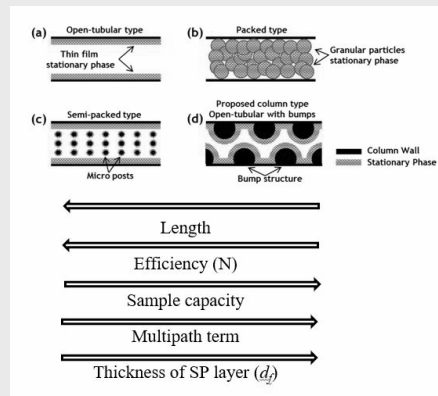 (a) Open-tubular type
Thin film
stationary phase
(b) Packed type
Granular particles
stationary phase
(c) Semi-packed type
Micro posts
(d) Proposed column type
Open-tubular with bumps
Bump structure
Column Wall
Stationary Phase
Length
Efficiency (N)
Sample capacity
Multipath term
Thickness of SP layer (df)